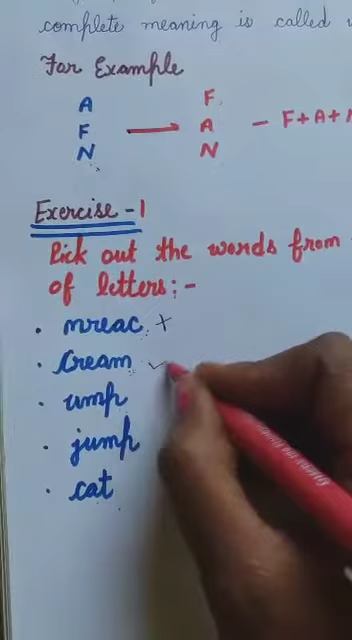 complete meaning is called
For Example
A F
F → A - F+A+
N N
Exercise-1
Pick out the words from
of letters:-
• mreac +
• Cream ✓
• ump
• jump
• cat